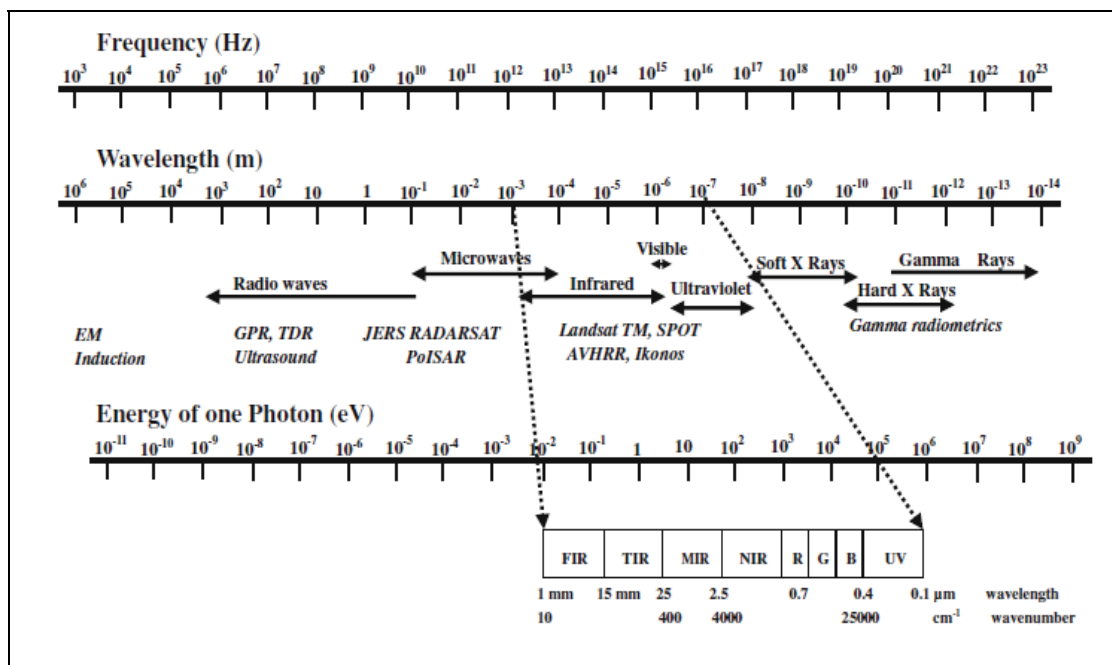 Frequency (Hz)
10³ 10⁴ 10⁵ 10⁶ 10⁷ 10⁸ 10⁹ 10¹⁰ 10¹¹ 10¹² 10¹³ 10¹⁴ 10¹⁵ 10¹⁶ 10¹⁷ 10¹⁸ 10¹⁹ 10²⁰ 10²¹ 10²² 10²³
Wavelength (m)
10⁶ 10⁵ 10⁴ 10³ 10² 10 1 10⁻¹ 10⁻² 10⁻³ 10⁻⁴ 10⁻⁵ 10⁻⁶ 10⁻⁷ 10⁻⁸ 10⁻⁹ 10⁻¹⁰ 10⁻¹¹ 10⁻¹² 10⁻¹³ 10⁻¹⁴
Visible
Microwaves Soft X Rays Gamma Rays
Radio waves Infrared Ultraviolet Hard X Rays
EM GPR, TDR JERS RADARSAT Landsat TM, SPOT Gamma radiometrics
Induction Ultrasound PolSAR AVHRR, Ikonos
Energy of one Photon (eV)
10⁻¹¹ 10⁻¹⁰ 10⁻⁹ 10⁻⁸ 10⁻⁷ 10⁻⁶ 10⁻⁵ 10⁻⁴ 10⁻³ 10⁻² 10⁻¹ 1 10 10² 10³ 10⁴ 10⁵ 10⁶ 10⁷ 10⁸ 10⁹
FIR TIR MIR NIR R G B UV
1 mm 15 mm 25 2.5 0.7 0.4 0.1 µm wavelength
10 400 4000 25000 cm⁻¹ wavenumber